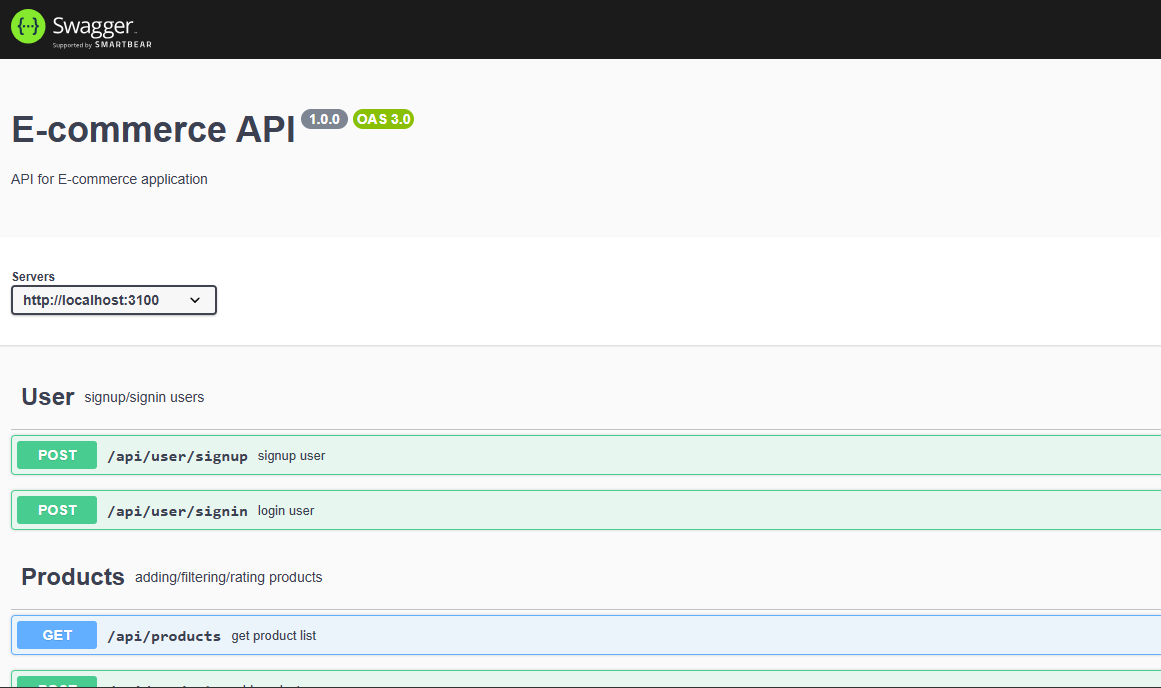 Swagger
Supported by SMARTBEAR
E-commerce API 1.0.0 OAS 3.0
API for E-commerce application
Servers
http://localhost:3100
User signup/signin users
POST /api/user/signup signup user
POST /api/user/signin login user
Products adding/filtering/rating products
GET /api/products get product list
POST